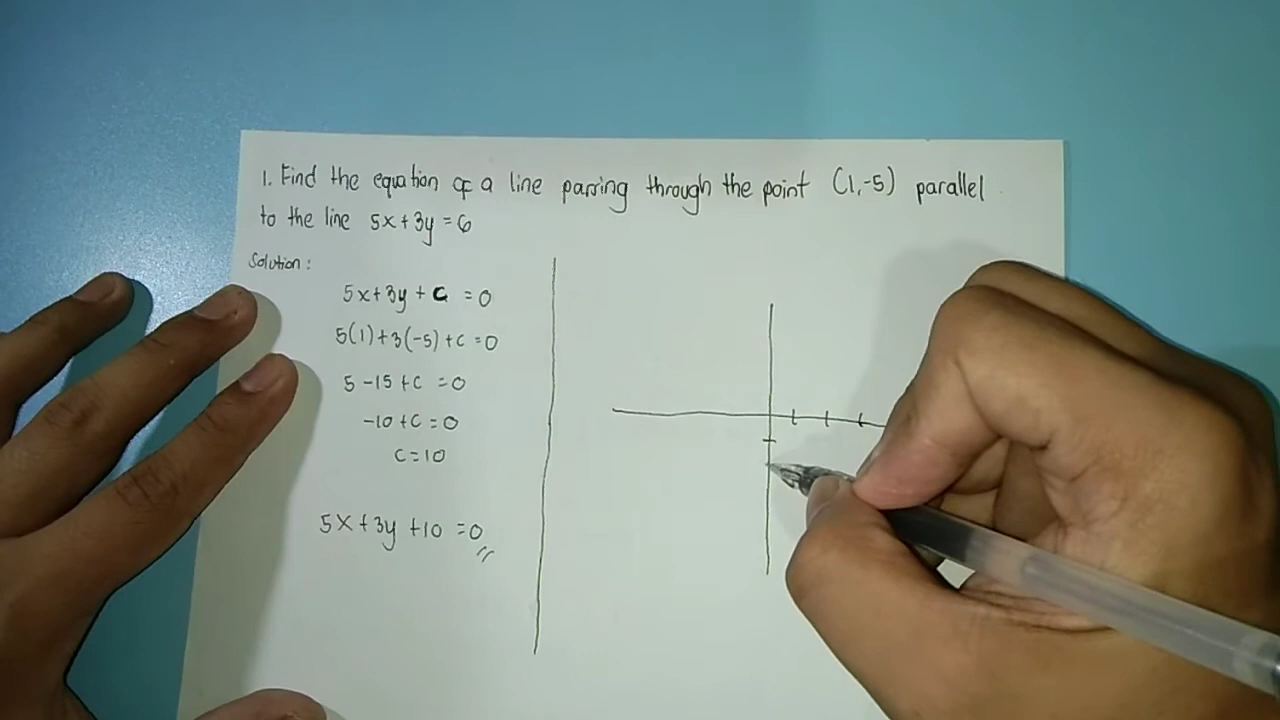 1. Find the equation of a line passing through the point (1,-5) parallel
to the line 5x+3y=6
Solution:
5x+3y+C=0
5(1)+3(-5)+C=0
5-15+C=0
-10+C=0
C=10
5x+3y+10=0